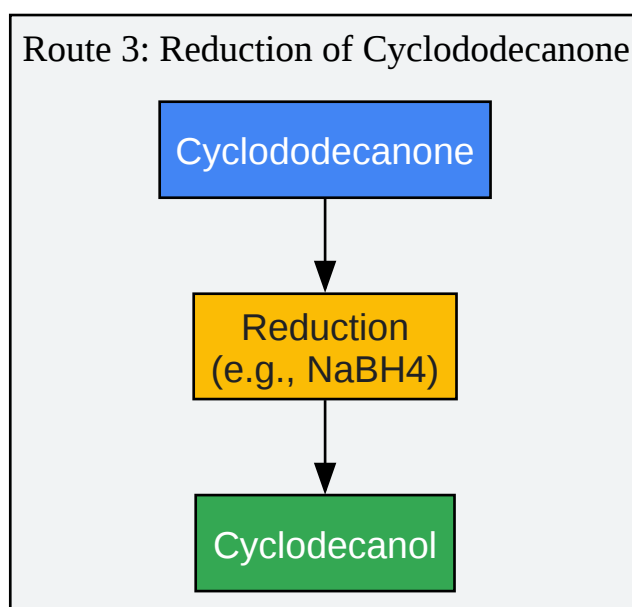 Route 3: Reduction of Cyclododecanone
Cyclododecanone
Reduction
(e.g., NaBH4)
Cyclodecanol